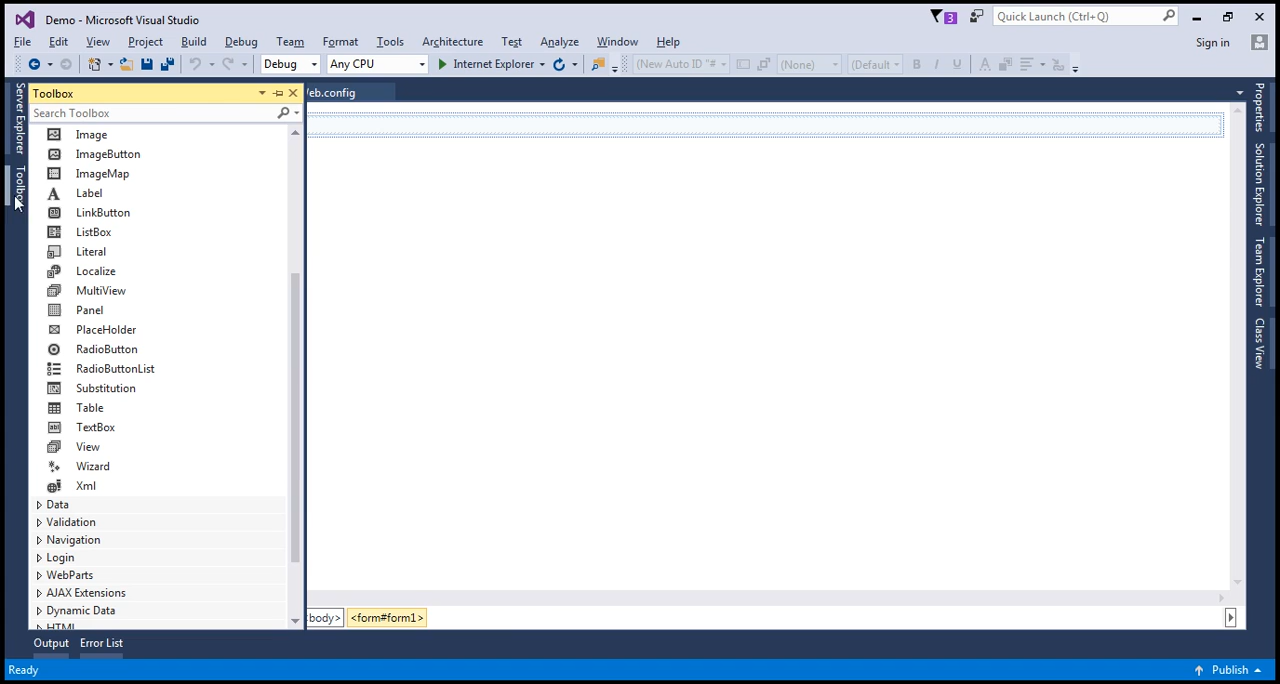 Demo - Microsoft Visual Studio
3
Quick Launch (Ctrl+Q)
File Edit View Project Build Debug Team Format Tools Architecture Test Analyze Window Help
Sign in
Debug Any CPU Internet Explorer (New Auto ID "# (None) (Default B I U A
Server Explorer
Toolbox
Toolbox
Search Toolbox
Image
ImageButton
ImageMap
Label
LinkButton
ListBox
Literal
Localize
MultiView
Panel
PlaceHolder
RadioButton
RadioButtonList
Substitution
Table
TextBox
View
Wizard
Xml
Data
Validation
Navigation
Login
WebParts
AJAX Extensions
Dynamic Data
HTML
eb.config
body> <form#form1>
Properties
Solution Explorer
Team Explorer
Class View
Output Error List
Ready
Publish